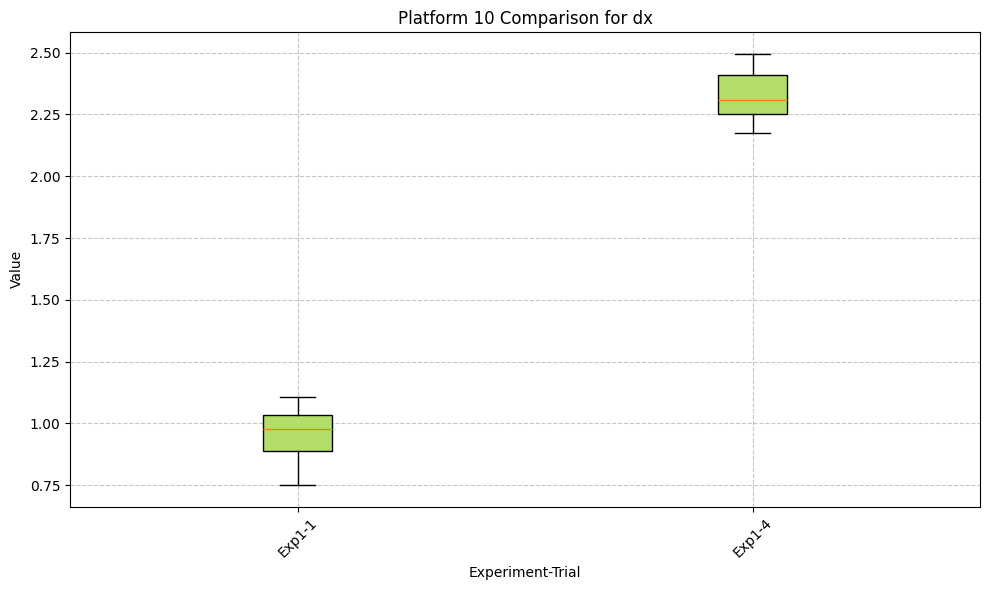 Platform 10 Comparison for dx
Value
2.50
2.25
2.00
1.75
1.50
1.25
1.00
0.75
Exp1-1
Exp1-4
Experiment-Trial